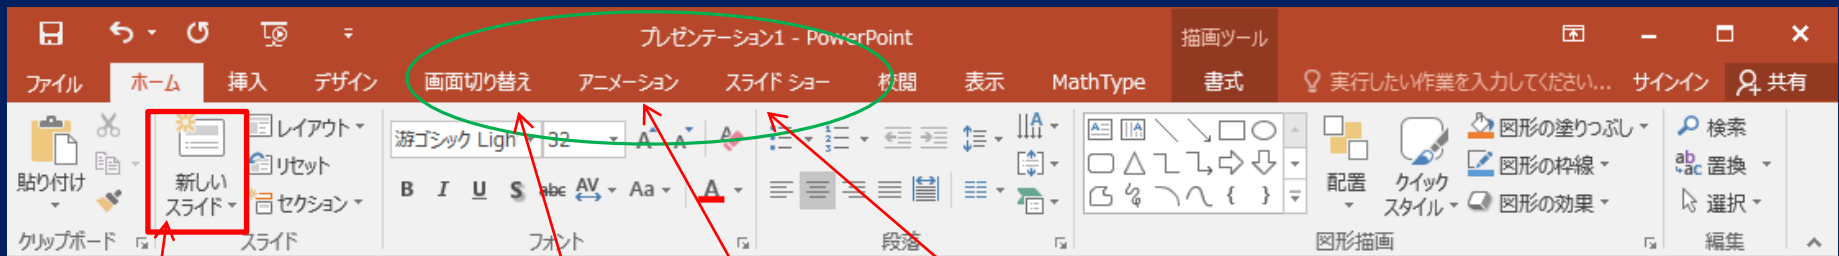 プレゼンテーション1 - PowerPoint
描画ツール
ファイル ホーム 挿入 デザイン 画面切り替え アニメーション スライド ショー 校閲 表示 MathType 書式 実行したい作業を入力してください... サインイン 共有
貼り付け
新しい
スライド
レイアウト
リセット
セクション
游ゴシック Ligh 32
B I U S abc AV Aa A
配置
クイック
スタイル
図形の塗りつぶし
図形の枠線
図形の効果
検索
置換
選択
クリップボード スライド フォント 段落 図形描画 編集